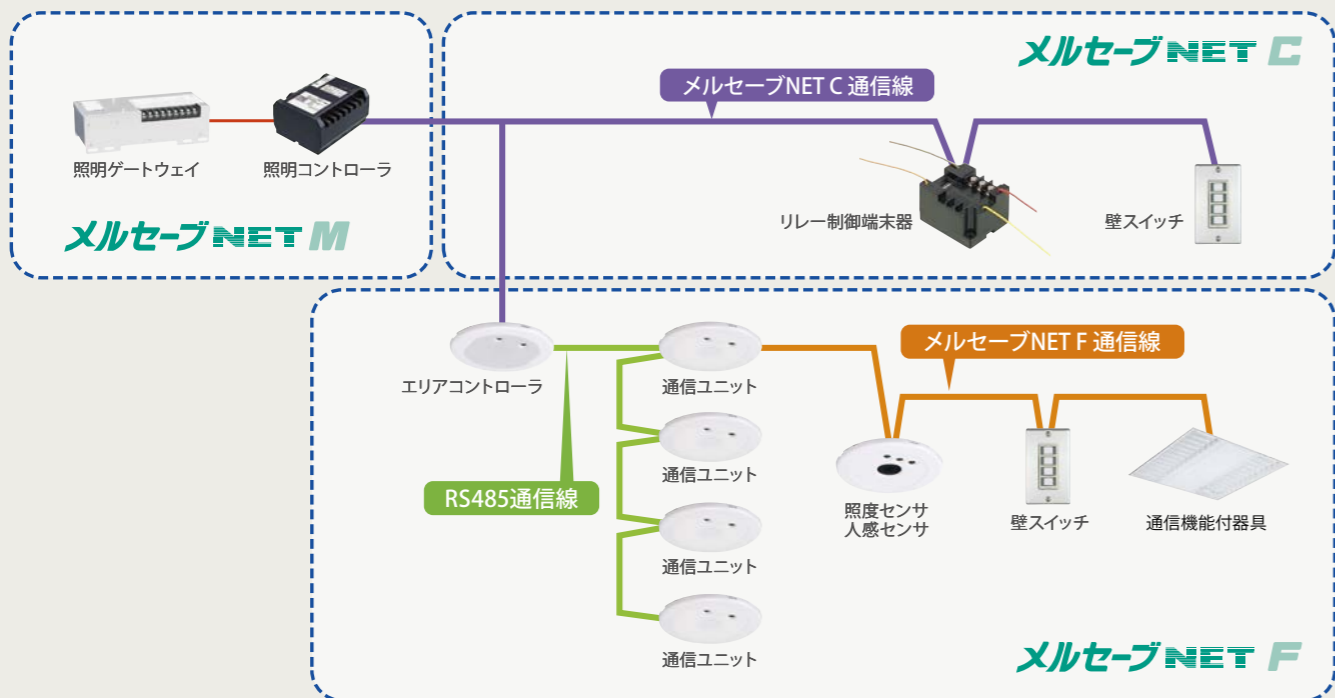 メルセーブNET C
メルセーブNET C 通信線
照明ゲートウェイ
照明コントローラ
メルセーブNET M
リレー制御端末器
壁スイッチ
エリアコントローラ
通信ユニット
メルセーブNET F 通信線
通信ユニット
RS485通信線
照度センサ
人感センサ
壁スイッチ
通信機能付器具
通信ユニット
通信ユニット
メルセーブNET F